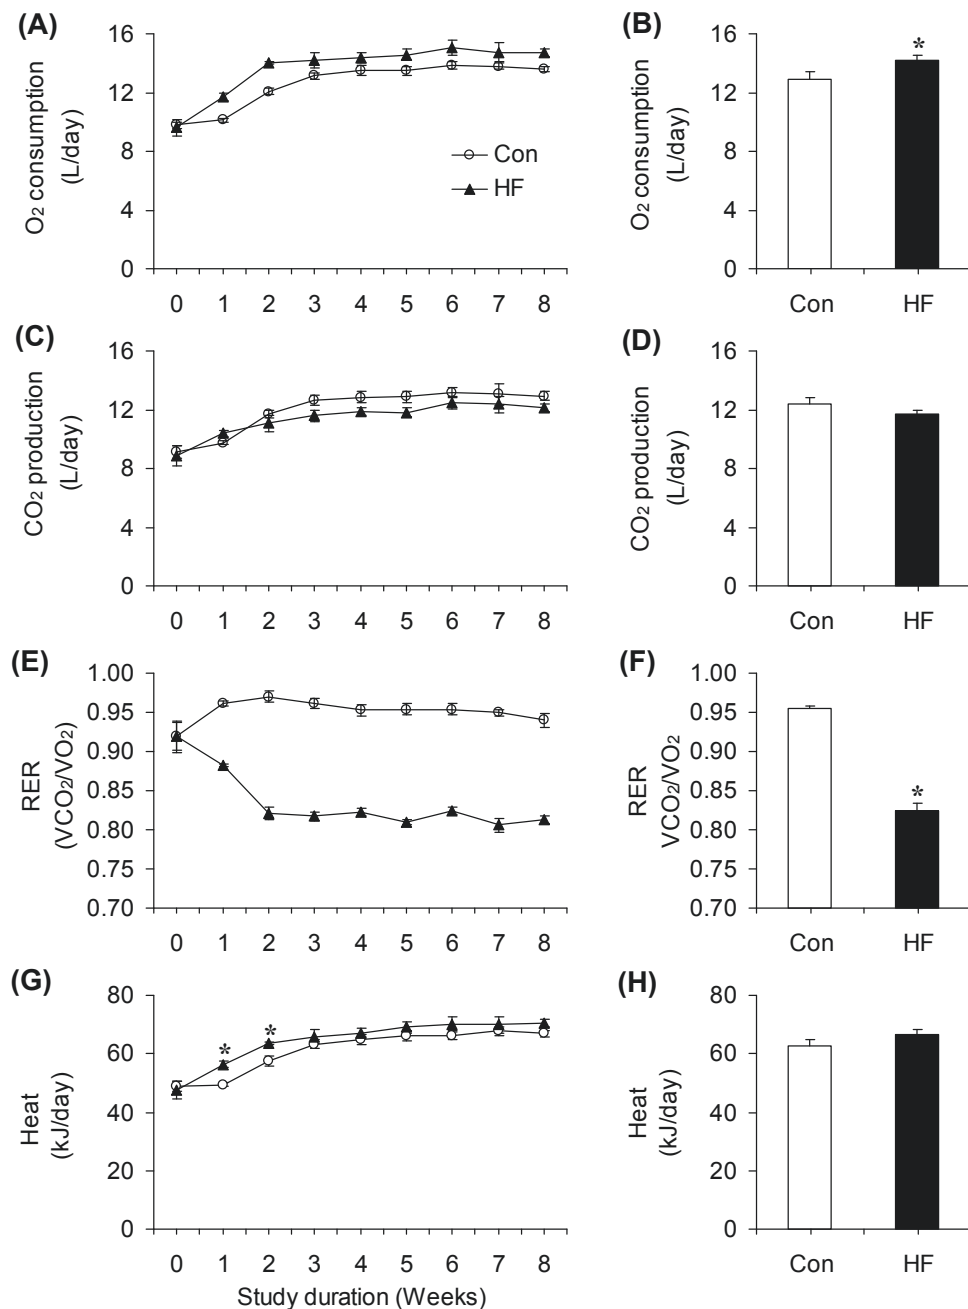 (A)
O2 consumption
(L/day)
16
12
8
4
0
Con
HF
0 1 2 3 4 5 6 7 8
(B)
O2 consumption
(L/day)
16
12
8
4
0
*
Con HF
(C)
CO2 production
(L/day)
16
12
8
4
0
0 1 2 3 4 5 6 7 8
(D)
CO2 production
(L/day)
16
12
8
4
0
Con HF
(E)
RER
(VCO2/VO2)
1.00
0.95
0.90
0.85
0.80
0.75
0.70
0 1 2 3 4 5 6 7 8
(F)
RER
VCO2/VO2
1.00
0.95
0.90
0.85
0.80
0.75
0.70
*
Con HF
(G)
Heat
(kJ/day)
80
60
40
20
0
* *
0 1 2 3 4 5 6 7 8
Study duration (Weeks)
(H)
Heat
(kJ/day)
80
60
40
20
0
Con HF